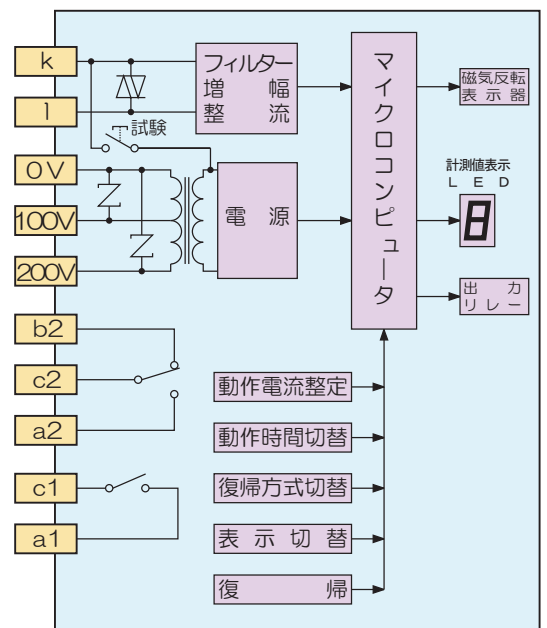 k
l
0V
100V
200V
b2
c2
a2
c1
a1
試験
フィルター
増幅
整流
電源
マイクロコンピュータ
磁気反転
表示器
計測値表示
LED
8
出力
リレー
動作電流整定
動作時間切替
復帰方式切替
表示切替
復帰